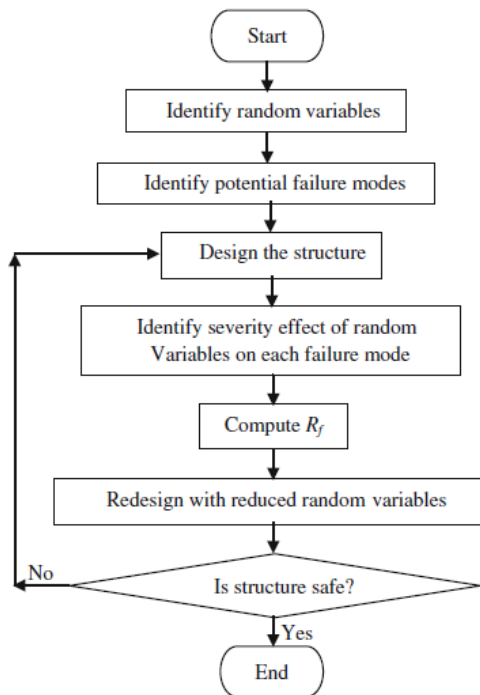 Start
Identify random variables
Identify potential failure modes
Design the structure
Identify severity effect of random
Variables on each failure mode
Compute R_f
Redesign with reduced random variables
No
Is structure safe?
Yes
End